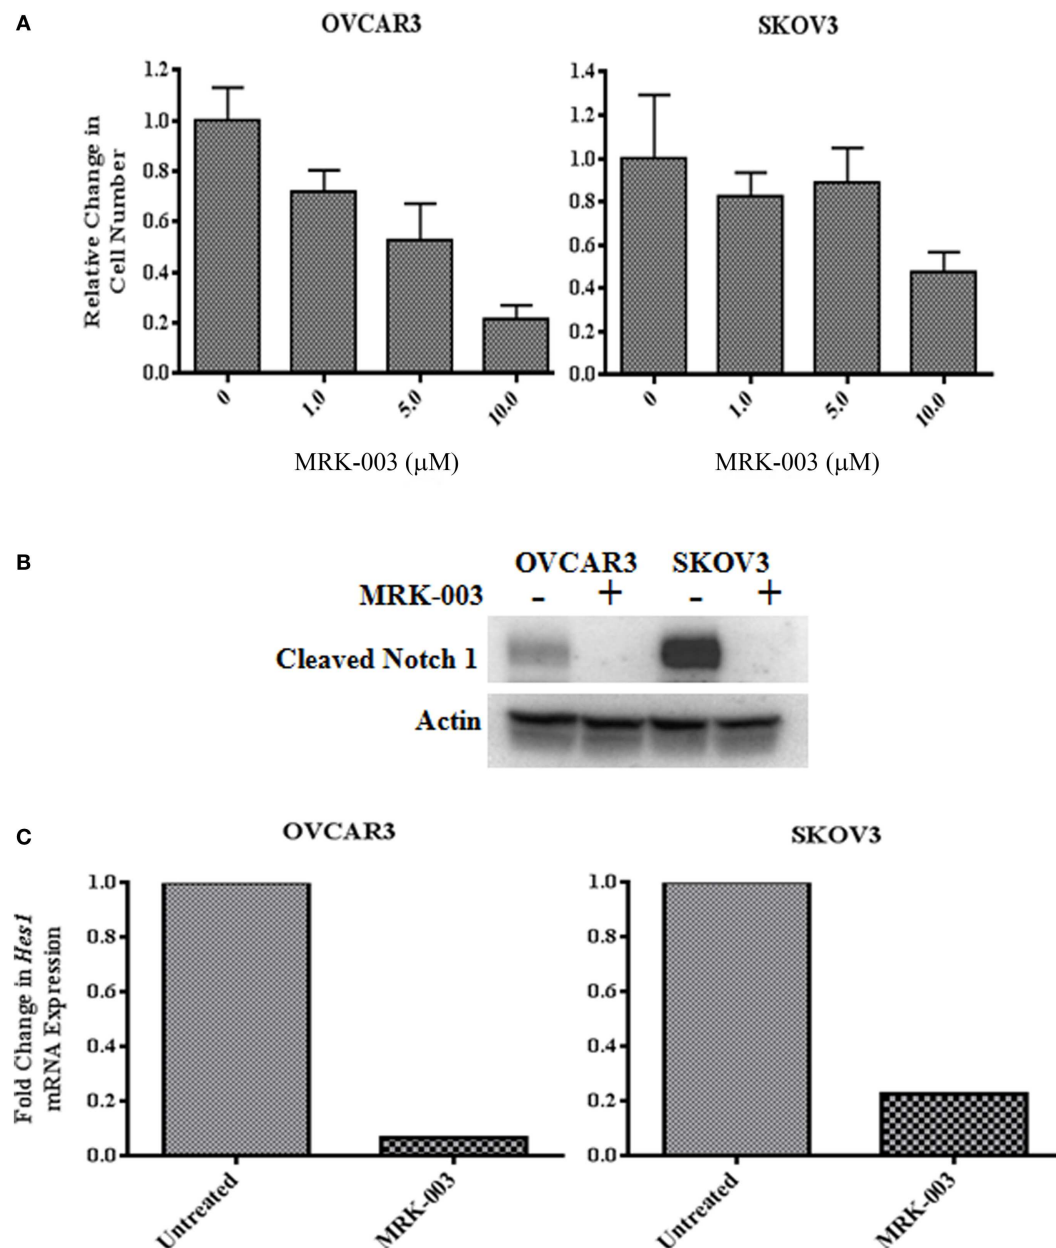 A
OVCAR3
SKOV3
Relative Change in
Cell Number
1.2
1.0
0.8
0.6
0.4
0.2
0.0
0
1.0
5.0
10.0
MRK-003 (μM)
1.4
1.2
1.0
0.8
0.6
0.4
0.2
0.0
0
1.0
5.0
10.0
MRK-003 (μM)
B
OVCAR3 SKOV3
MRK-003 - + - +
Cleaved Notch 1
Actin
C
OVCAR3
SKOV3
Fold Change in Hes1
mRNA Expression
1.0
0.8
0.6
0.4
0.2
0.0
Untreated
MRK-003
1.0
0.8
0.6
0.4
0.2
0.0
Untreated
MRK-003